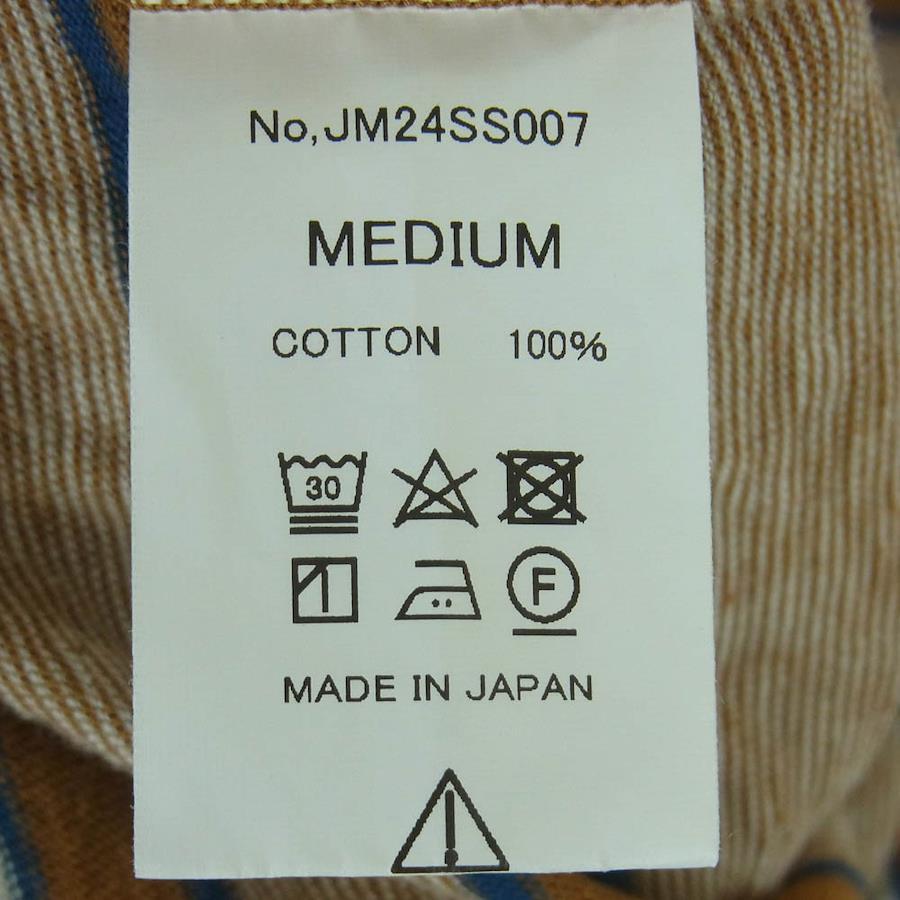 No,JM24SS007
MEDIUM
COTTON 100%
30
F
MADE IN JAPAN